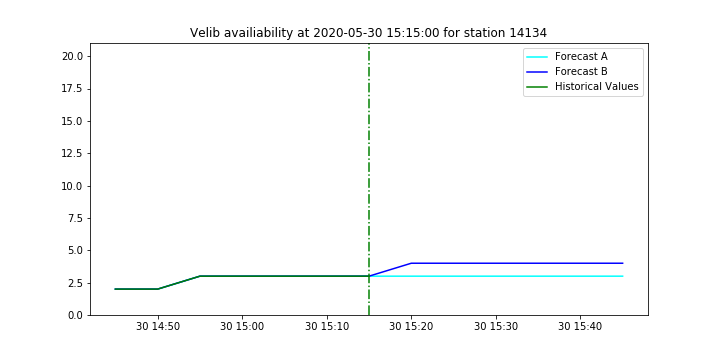 Velib availiability at 2020-05-30 15:15:00 for station 14134
20.0
17.5
15.0
12.5
10.0
7.5
5.0
2.5
0.0
Forecast A
Forecast B
Historical Values
30 14:50 30 15:00 30 15:10 30 15:20 30 15:30 30 15:40